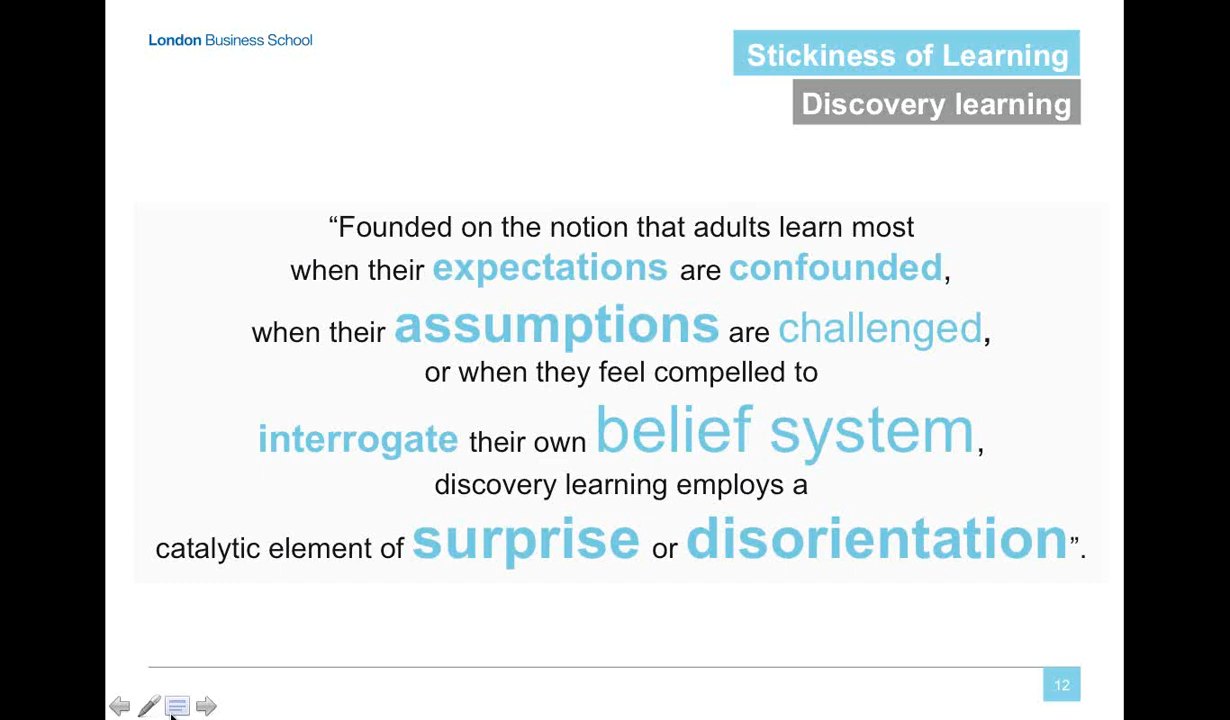 London Business School
Stickiness of Learning
Discovery learning
“Founded on the notion that adults learn most
when their expectations are confounded,
when their assumptions are challenged,
or when they feel compelled to
interrogate their own belief system,
discovery learning employs a
catalytic element of surprise or disorientation”.
12